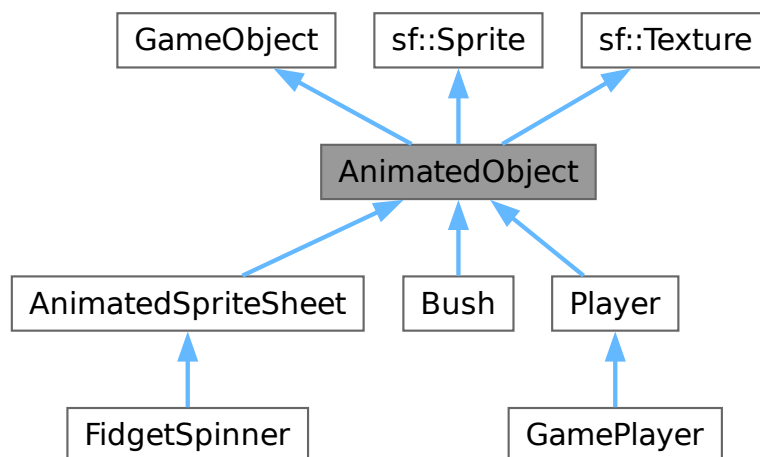 GameObject
sf::Sprite
sf::Texture
AnimatedObject
AnimatedSpriteSheet
Bush
Player
FidgetSpinner
GamePlayer